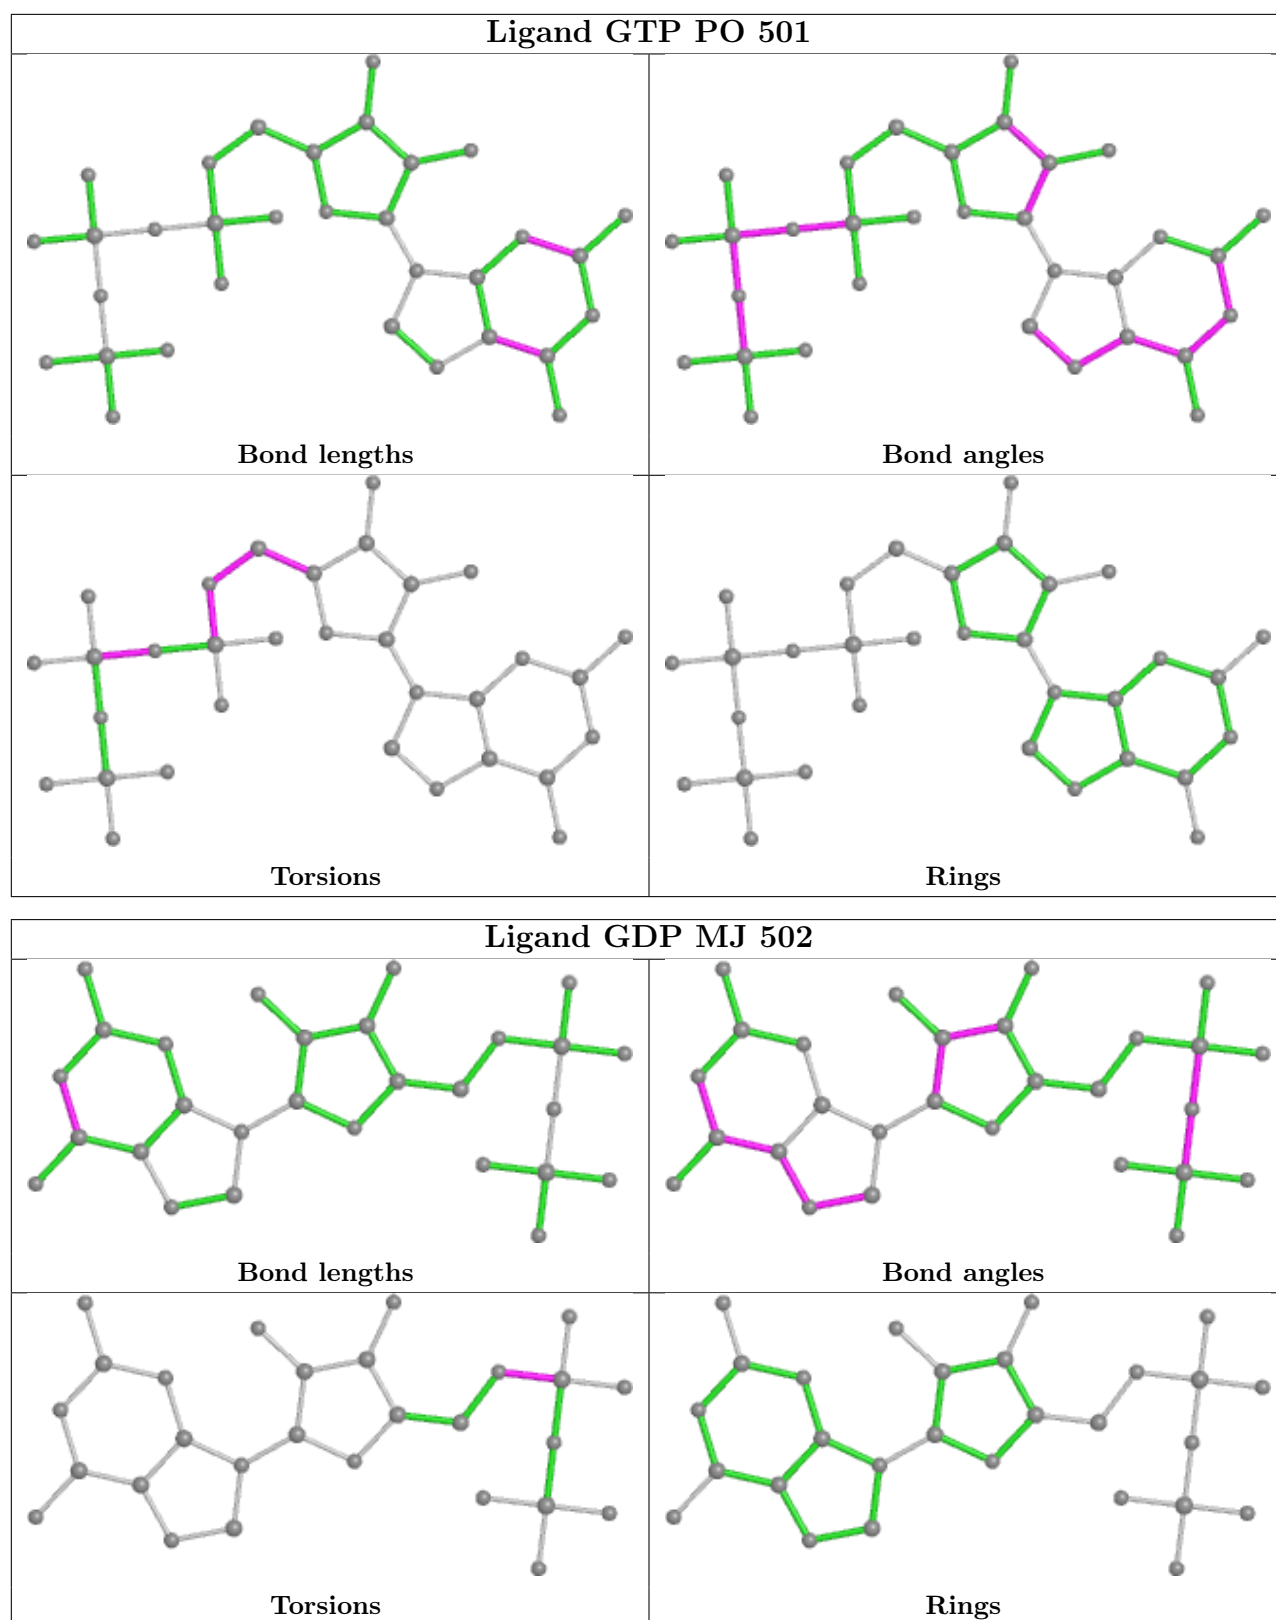 Ligand GTP PO 501
Bond lengths
Bond angles
Torsions
Rings
Ligand GDP MJ 502
Bond lengths
Bond angles
Torsions
Rings